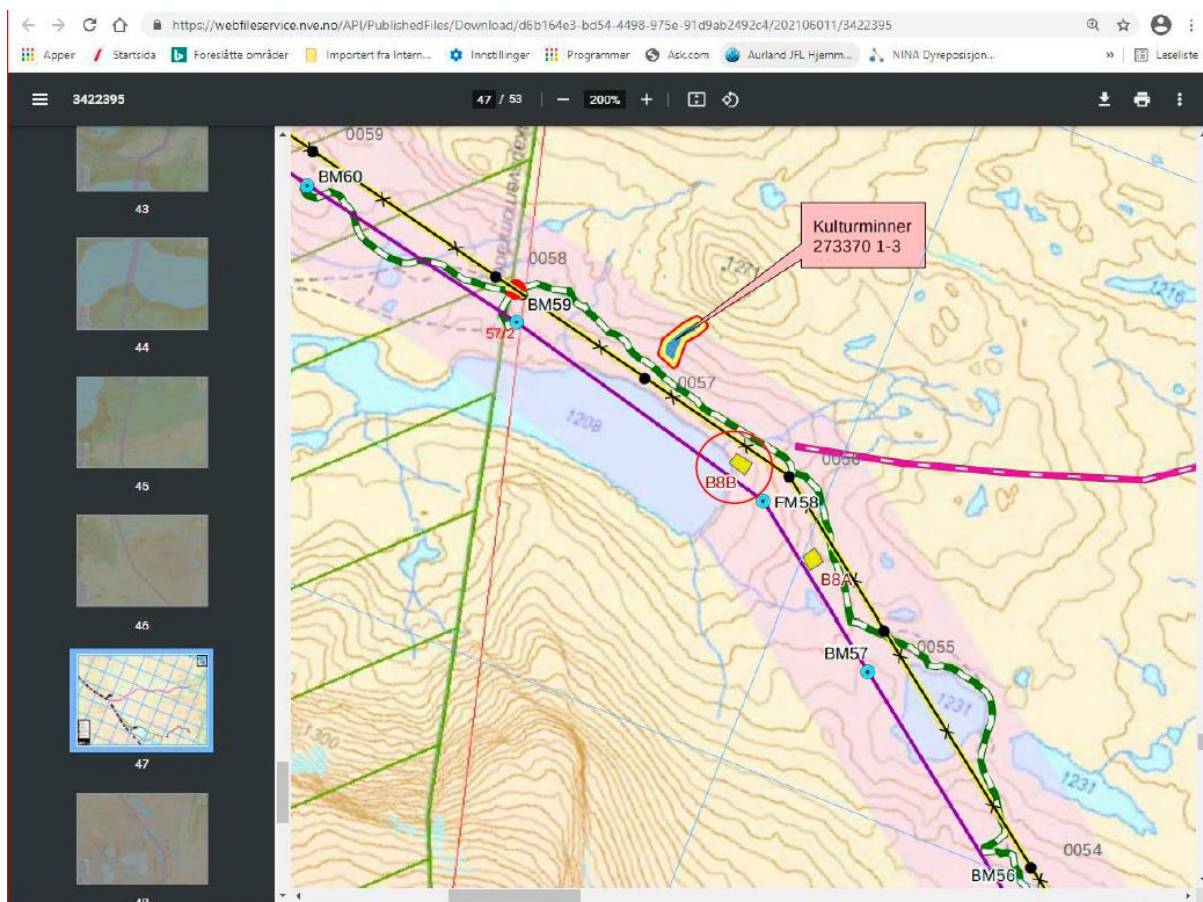 https://webfileservice.nve.no/API/PublishedFiles/Download/d6b164e3-bd54-4498-975e-91d9ab2492c4/202106011/3422395
Apper
Startsida
Foreslåtte områder
Importert fra Intern...
Innstillinger
Programmer
Ask.com
Aurland JFL Hjemm...
NINA Dyreposisjon...
»
Leseliste
3422395
47 / 53
200%
43
44
45
46
47
0059
BM60
0058
BM59
57/2
Kulturminner
273370 1-3
1271
1216
0057
1208
0056
B8B
FM58
B8A
0055
BM57
1231
1231
1300
0054
BM56